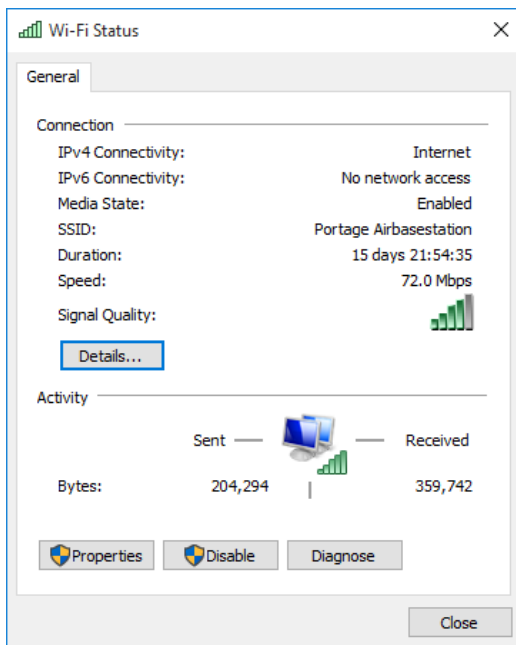 Wi-Fi Status
General
Connection
IPv4 Connectivity: Internet
IPv6 Connectivity: No network access
Media State: Enabled
SSID: Portage Airbasestation
Duration: 15 days 21:54:35
Speed: 72.0 Mbps
Signal Quality:
Details...
Activity
Sent Received
Bytes: 204,294 359,742
Properties Disable Diagnose
Close